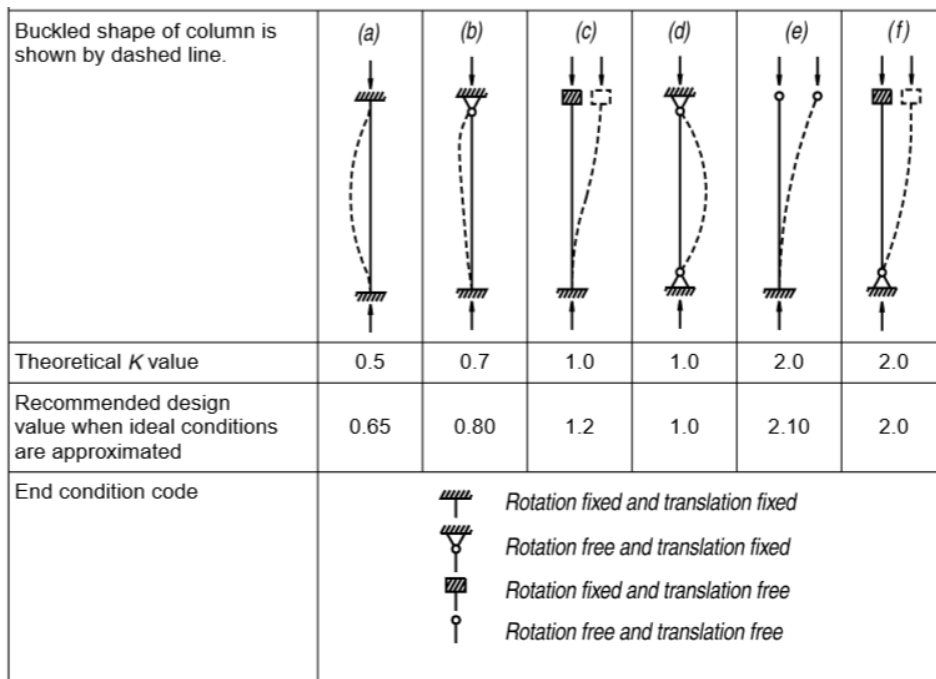 Buckled shape of column is
shown by dashed line.
(a) (b) (c) (d) (e) (f)
Theoretical K value 0.5 0.7 1.0 1.0 2.0 2.0
Recommended design
value when ideal conditions
are approximated
0.65 0.80 1.2 1.0 2.10 2.0
End condition code
Rotation fixed and translation fixed
Rotation free and translation fixed
Rotation fixed and translation free
Rotation free and translation free